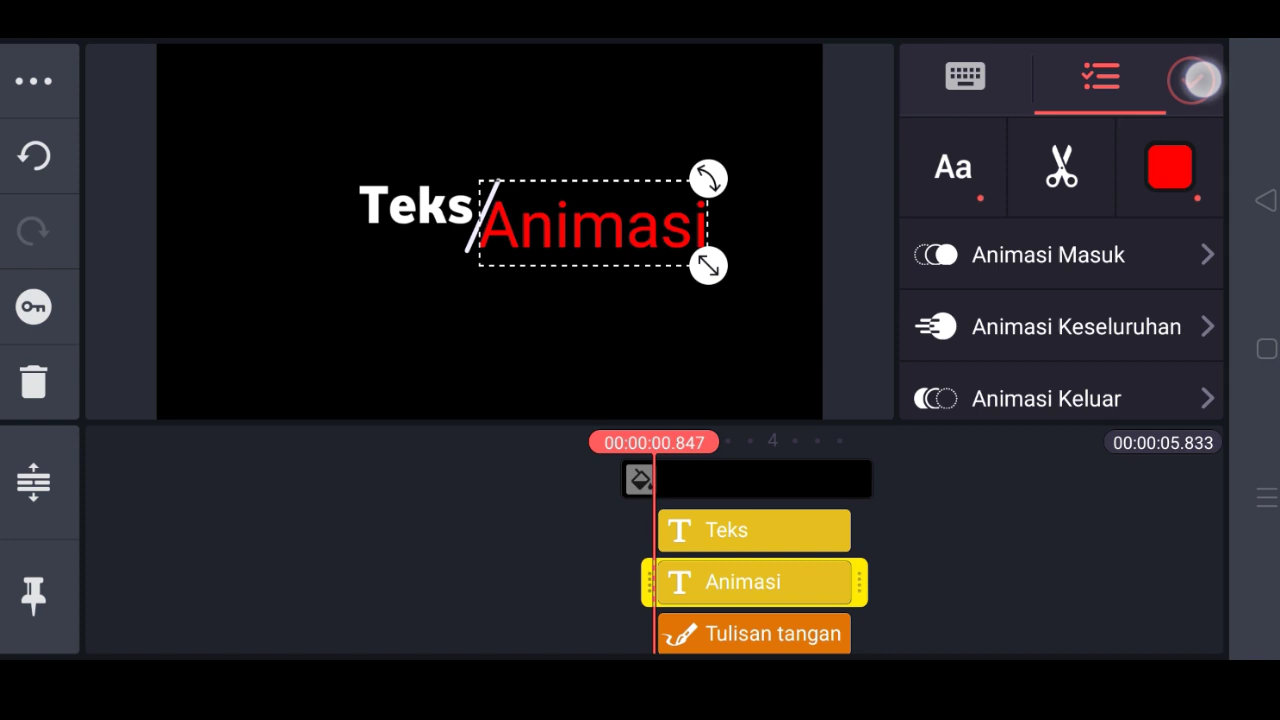 Teks
Animasi
Aa
Animasi Masuk
Animasi Keseluruhan
Animasi Keluar
00:00:00.847
4
00:00:05.833
T Teks
T Animasi
Tulisan tangan